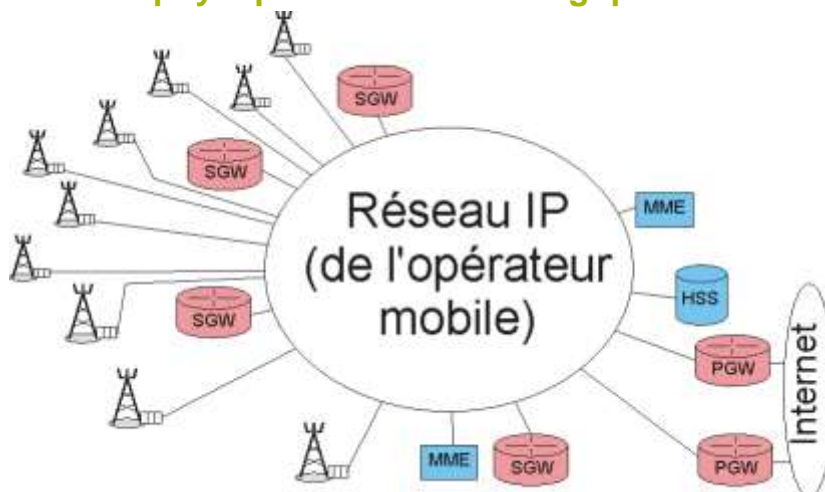 SGW
SGW
Réseau IP
(de l'opérateur
mobile)
MME
HSS
SGW
PGW
Internet
MME
SGW
PGW